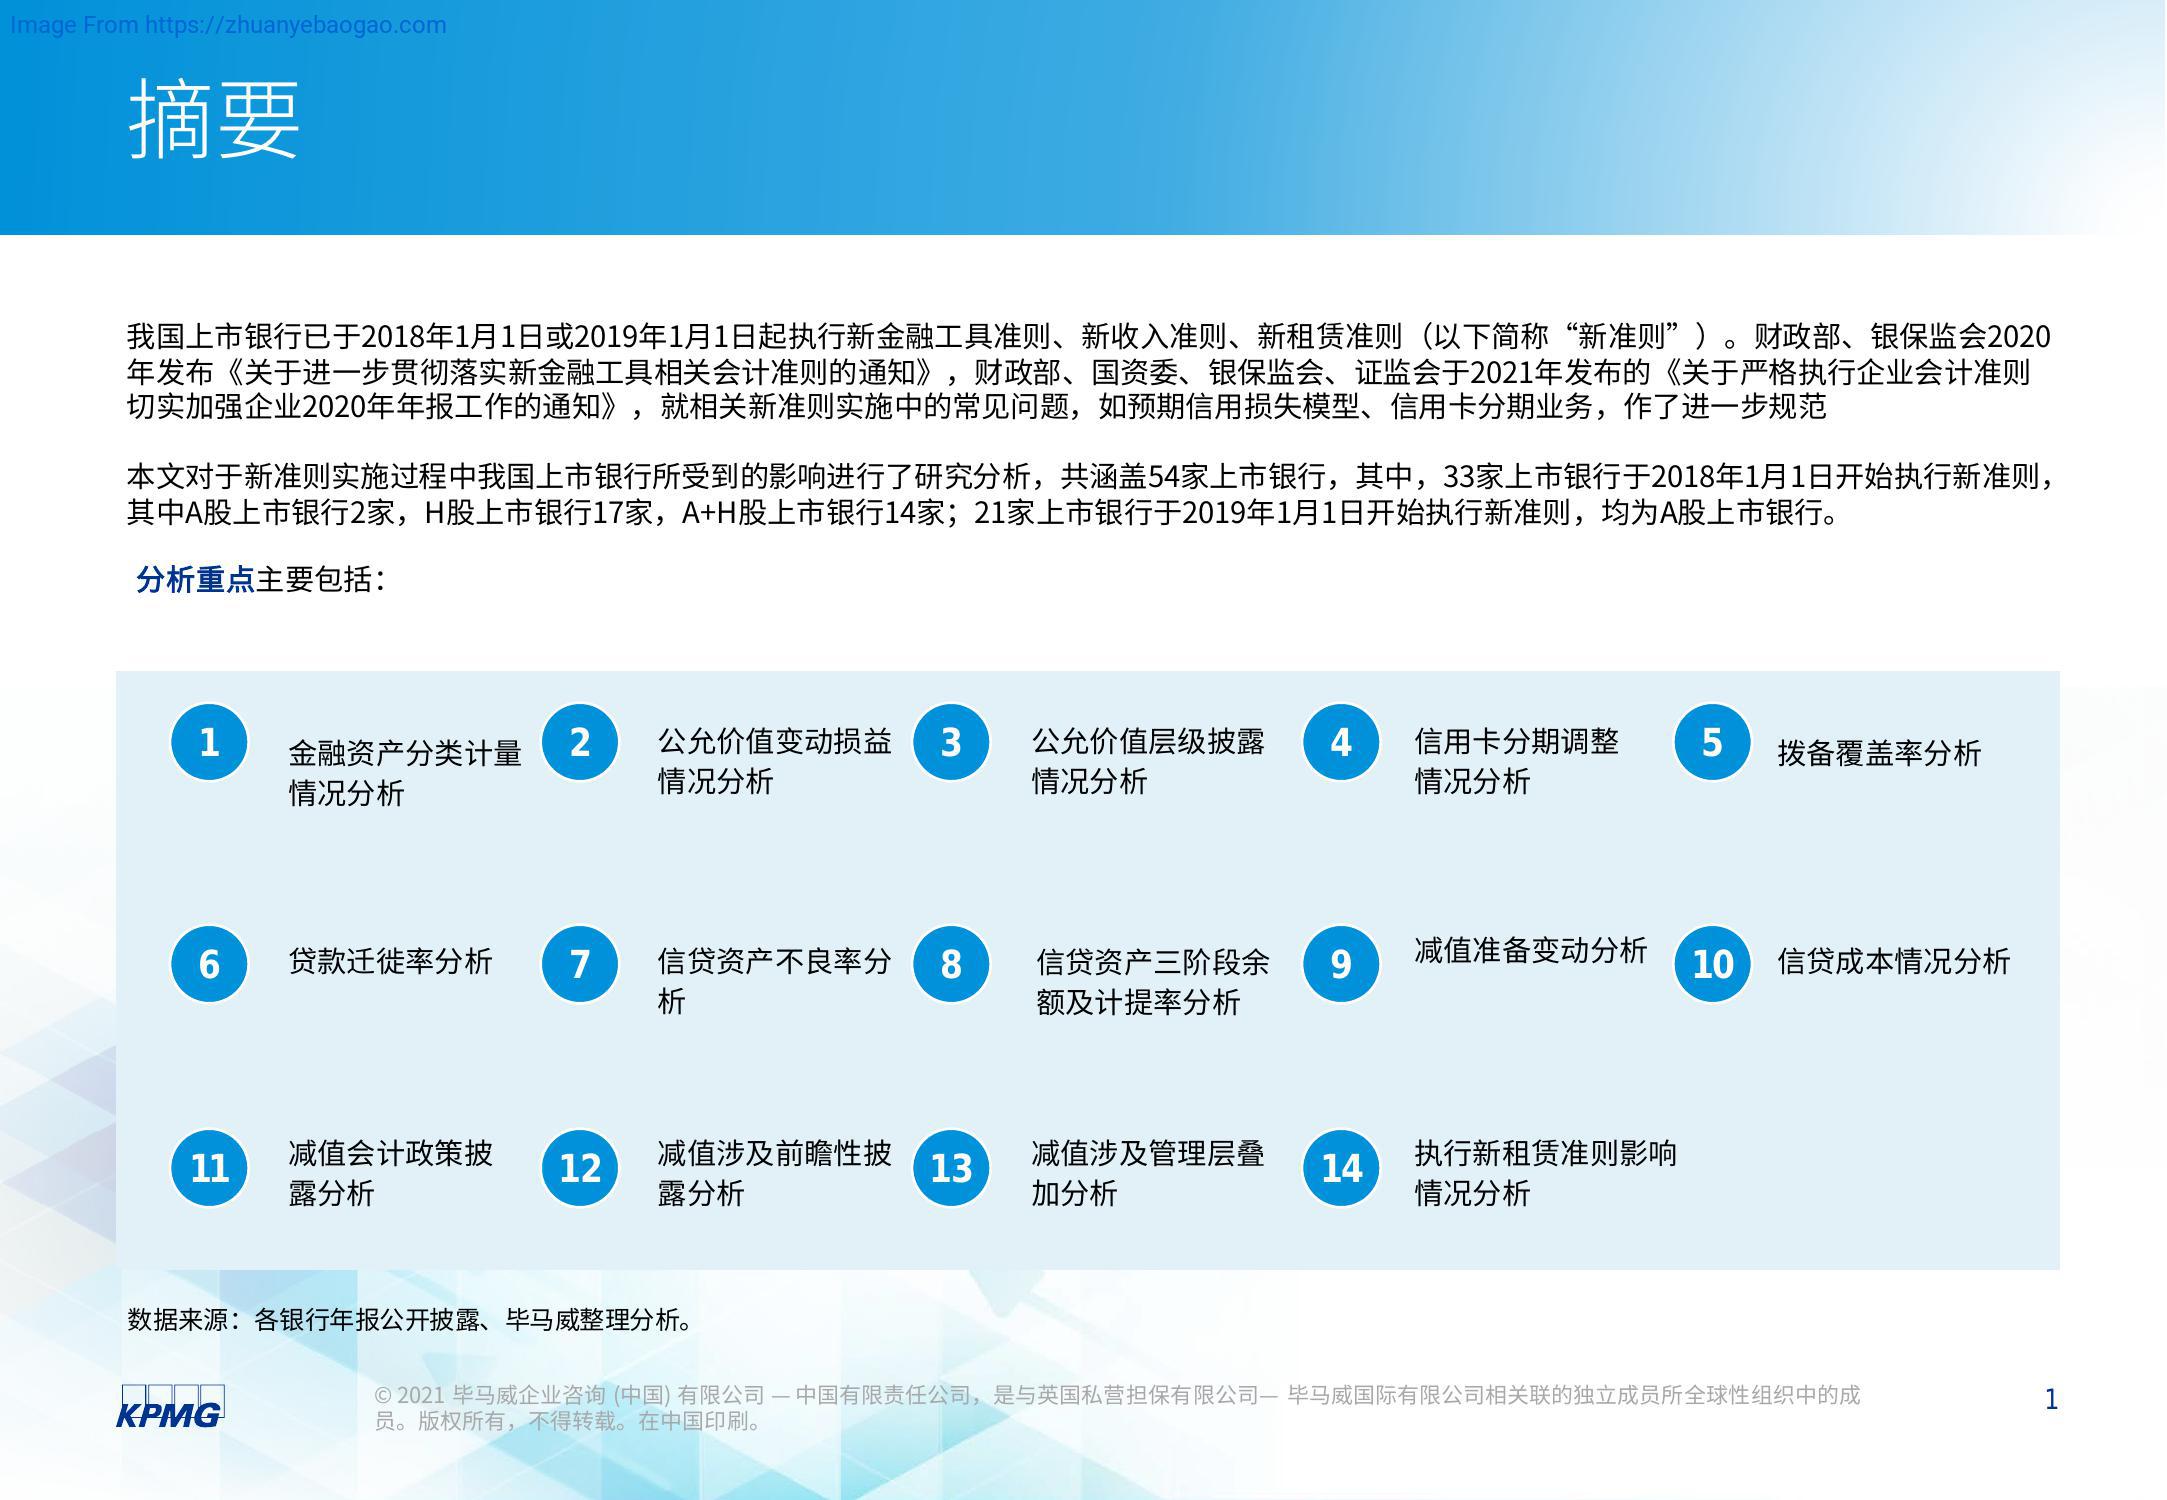 Image From https://zhuanyebaogao.com
摘要
我国上市银行已于2018年1月1日或2019年1月1日起执行新金融工具准则、新收入准则、新租赁准则（以下简称“新准则”）。财政部、银保监会2020
年发布《关于进一步贯彻落实新金融工具相关会计准则的通知》，财政部、国资委、银保监会、证监会于2021年发布的《关于严格执行企业会计准则
切实加强企业2020年年报工作的通知》，就相关新准则实施中的常见问题，如预期信用损失模型、信用卡分期业务，作了进一步规范
本文对于新准则实施过程中我国上市银行所受到的影响进行了研究分析，共涵盖54家上市银行，其中，33家上市银行于2018年1月1日开始执行新准则，
其中A股上市银行2家，H股上市银行17家，A+H股上市银行14家；21家上市银行于2019年1月1日开始执行新准则，均为A股上市银行。
分析重点主要包括：
1
金融资产分类计量
情况分析
2
公允价值变动损益
情况分析
3
公允价值层级披露
情况分析
4
信用卡分期调整
情况分析
5
拨备覆盖率分析
6
贷款迁徙率分析
7
信贷资产不良率分
析
8
信贷资产三阶段余
额及计提率分析
9
减值准备变动分析
10
信贷成本情况分析
11
减值会计政策披
露分析
12
减值涉及前瞻性披
露分析
13
减值涉及管理层叠
加分析
14
执行新租赁准则影响
情况分析
数据来源：各银行年报公开披露、毕马威整理分析。
KPMG
© 2021 毕马威企业咨询 (中国) 有限公司 — 中国有限责任公司，是与英国私营担保有限公司— 毕马威国际有限公司相关联的独立成员所全球性组织中的成
员。版权所有，不得转载。在中国印刷。
1